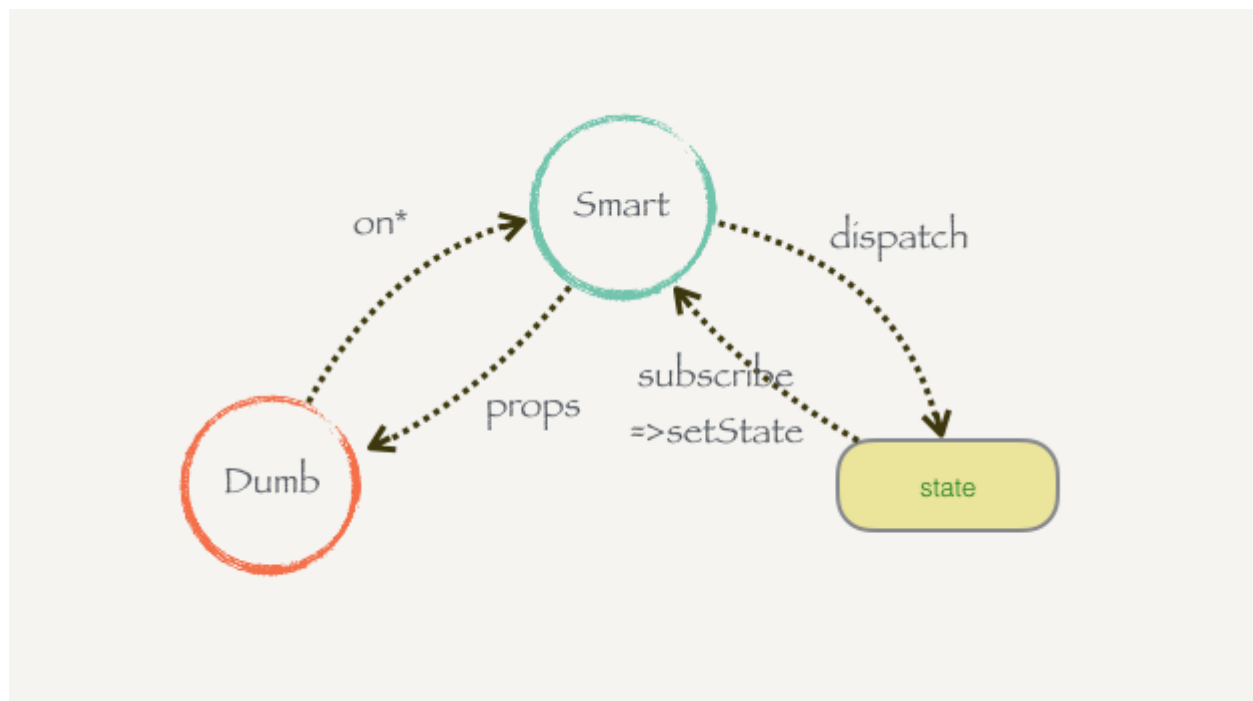 Smart
on*
dispatch
subscribe
props
=>setState
Dumb
state